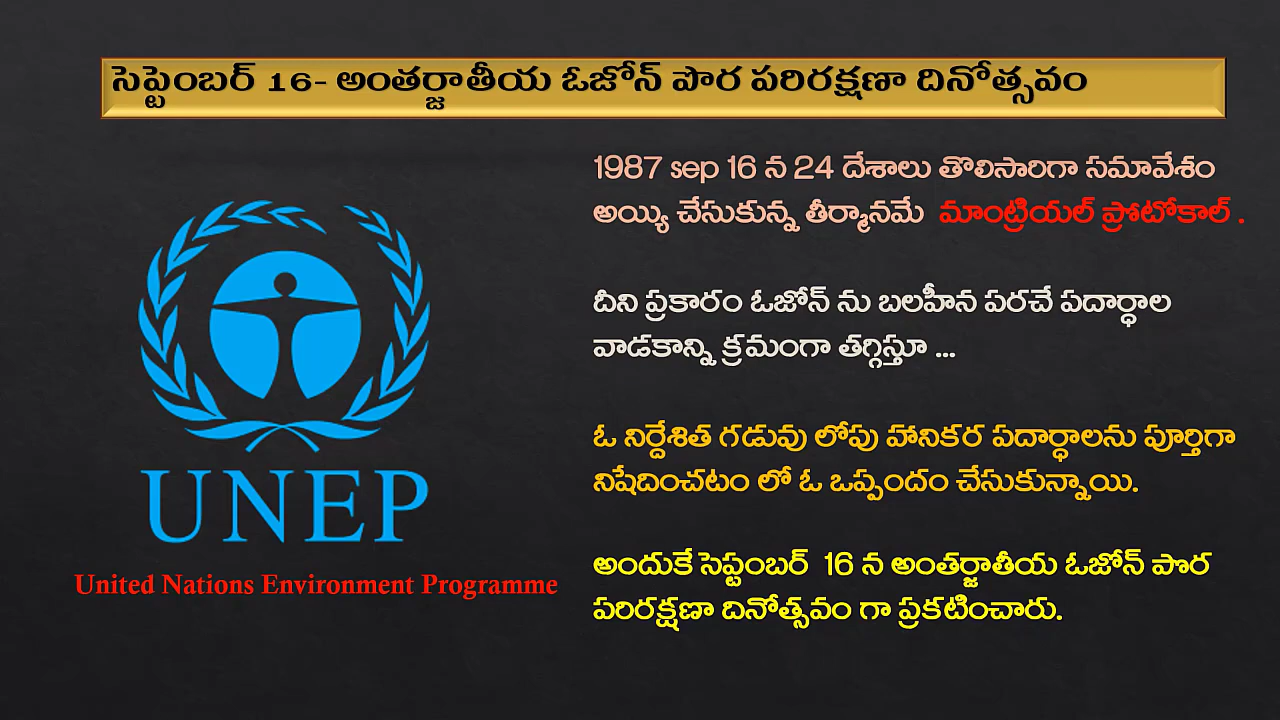 సెప్టెంబర్ 16- అంతర్జాతీయ ఓజోన్ పొర పరిరక్షణా దినోత్సవం
1987 sep 16 న 24 దేశాలు తొలిసారిగా సమావేశం
అయ్యి చేసుకున్న తీర్మానమే మాంట్రియల్ ప్రోటోకాల్ .
దీని ప్రకారం ఓజోన్ ను బలహీన పరచే పదార్ధాల
వాడకాన్ని క్రమంగా తగ్గిస్తూ ...
ఓ నిర్దేశిత గడువు లోపు హానికర పదార్ధాలను పూర్తిగా
నిషేదించటం లో ఓ ఒప్పందం చేసుకున్నాయి.
అందుకే సెప్టంబర్ 16 న అంతర్జాతీయ ఓజోన్ పొర
పరిరక్షణా దినోత్సవం గా ప్రకటించారు.
UNEP
United Nations Environment Programme